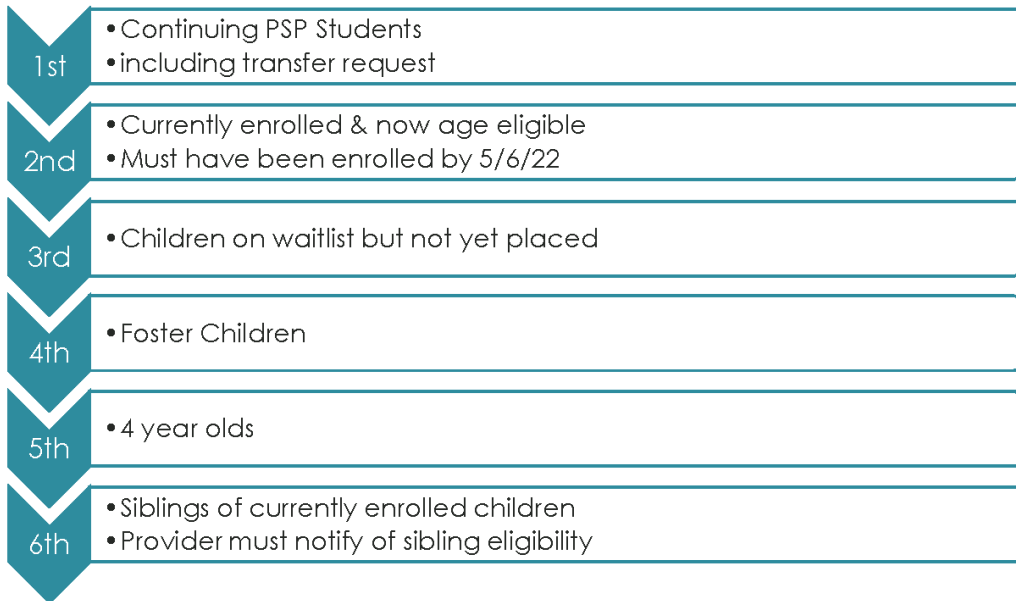 1st
• Continuing PSP Students
• including transfer request
2nd
• Currently enrolled & now age eligible
• Must have been enrolled by 5/6/22
3rd
• Children on waitlist but not yet placed
4th
• Foster Children
5th
• 4 year olds
6th
• Siblings of currently enrolled children
• Provider must notify of sibling eligibility